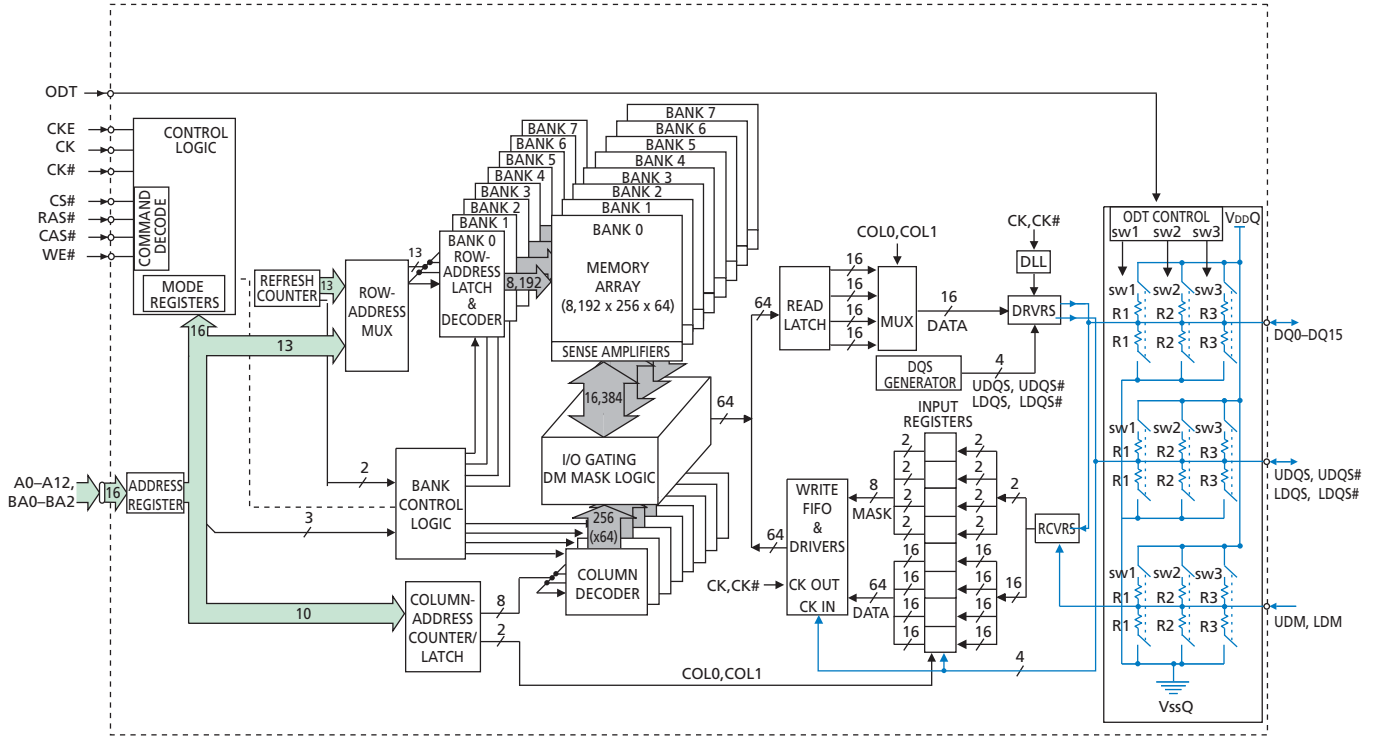 ODT
CKE
CK
CK#
CS#
RAS#
CAS#
WE#
CONTROL
LOGIC
COMMAND
DECODE
MODE
REGISTERS
16
REFRESH
COUNTER
13
13
ROW-
ADDRESS
MUX
13
BANK 7
BANK 6
BANK 5
BANK 4
BANK 3
BANK 2
BANK 1
BANK 0
ROW-
ADDRESS
LATCH
&
DECODER
8,192
BANK 7
BANK 6
BANK 5
BANK 4
BANK 3
BANK 2
BANK 1
BANK 0
MEMORY
ARRAY
(8,192 x 256 x 64)
SENSE AMPLIFIERS
16,384
I/O GATING
DM MASK LOGIC
256
(x64)
COLUMN
DECODER
A0–A12,
BA0–BA2
16
ADDRESS
REGISTER
2
3
BANK
CONTROL
LOGIC
10
COLUMN-
ADDRESS
COUNTER/
LATCH
8
2
COL0,COL1
64
64
READ
LATCH
16
16
16
16
COL0,COL1
MUX
16
DATA
CK,CK#
DLL
DRVRS
DQS
GENERATOR
4
UDQS, UDQS#
LDQS, LDQS#
INPUT
REGISTERS
64
WRITE
FIFO
&
DRIVERS
CK OUT
CK IN
CK,CK#
8
MASK
64
DATA
2
2
2
2
16
16
16
16
2
2
2
2
16
16
16
16
2
16
RCVRS
4
ODT CONTROL
VDDQ
sw1 sw2 sw3
sw1 sw2 sw3
R1 R2 R3
R1 R2 R3
sw1 sw2 sw3
R1 R2 R3
R1 R2 R3
sw1 sw2 sw3
R1 R2 R3
R1 R2 R3
VssQ
DQ0–DQ15
UDQS, UDQS#
LDQS, LDQS#
UDM, LDM